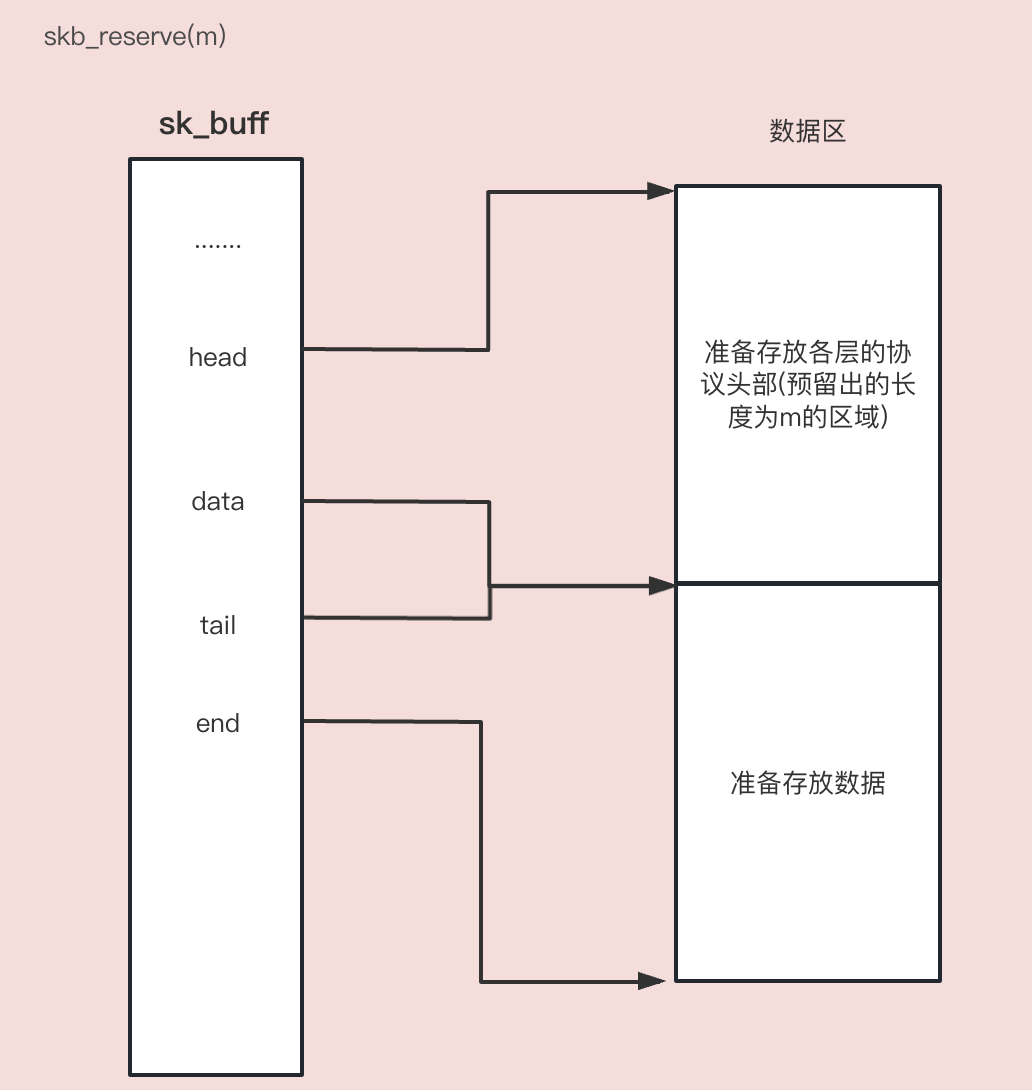 skb_reserve(m)
sk_buff
数据区
.......
head
准备存放各层的协
议头部(预留出的长
度为m的区域)
data
tail
end
准备存放数据